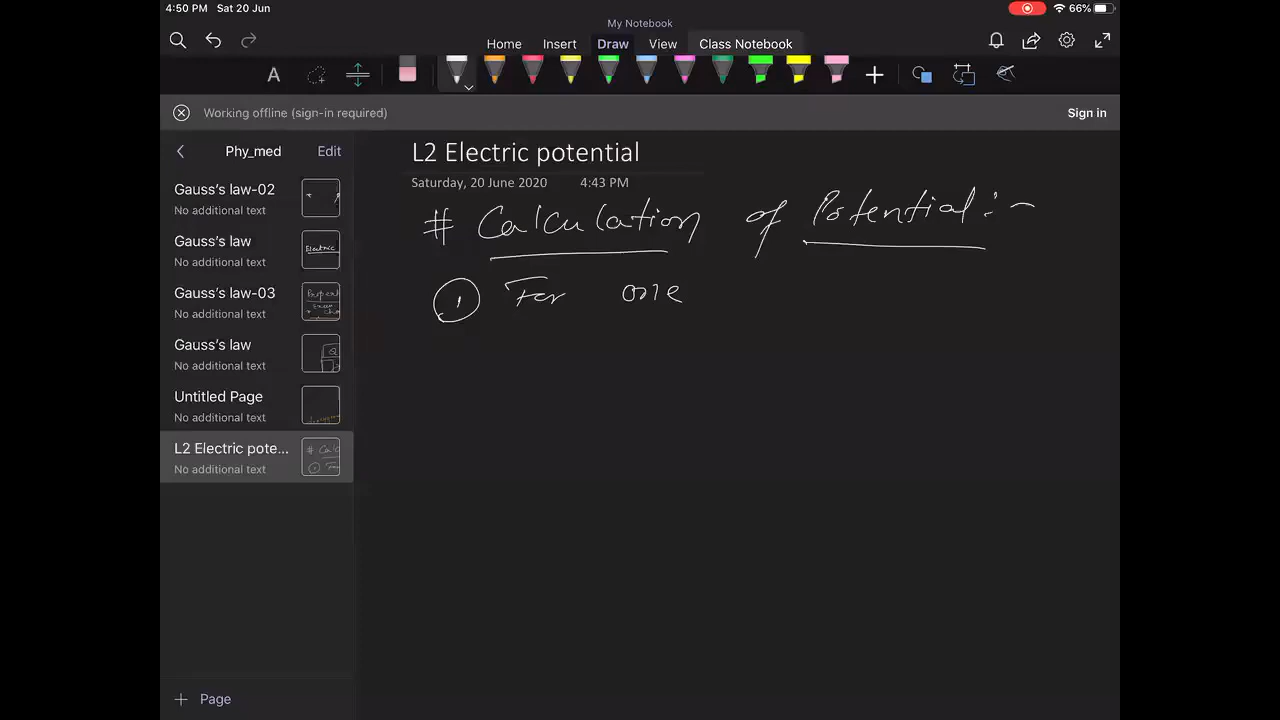 4:50 PM Sat 20 Jun
66%
My Notebook
Home Insert Draw View Class Notebook
A
Working offline (sign-in required) Sign in
Phy_med Edit
Gauss's law-02
No additional text
Gauss's law
No additional text
Electric
Gauss's law-03
No additional text
Gauss's law
No additional text
Untitled Page
No additional text
L2 Electric pote...
No additional text
+ Page
L2 Electric potential
Saturday, 20 June 2020 4:43 PM
# Calculation of Potential :-
① For one